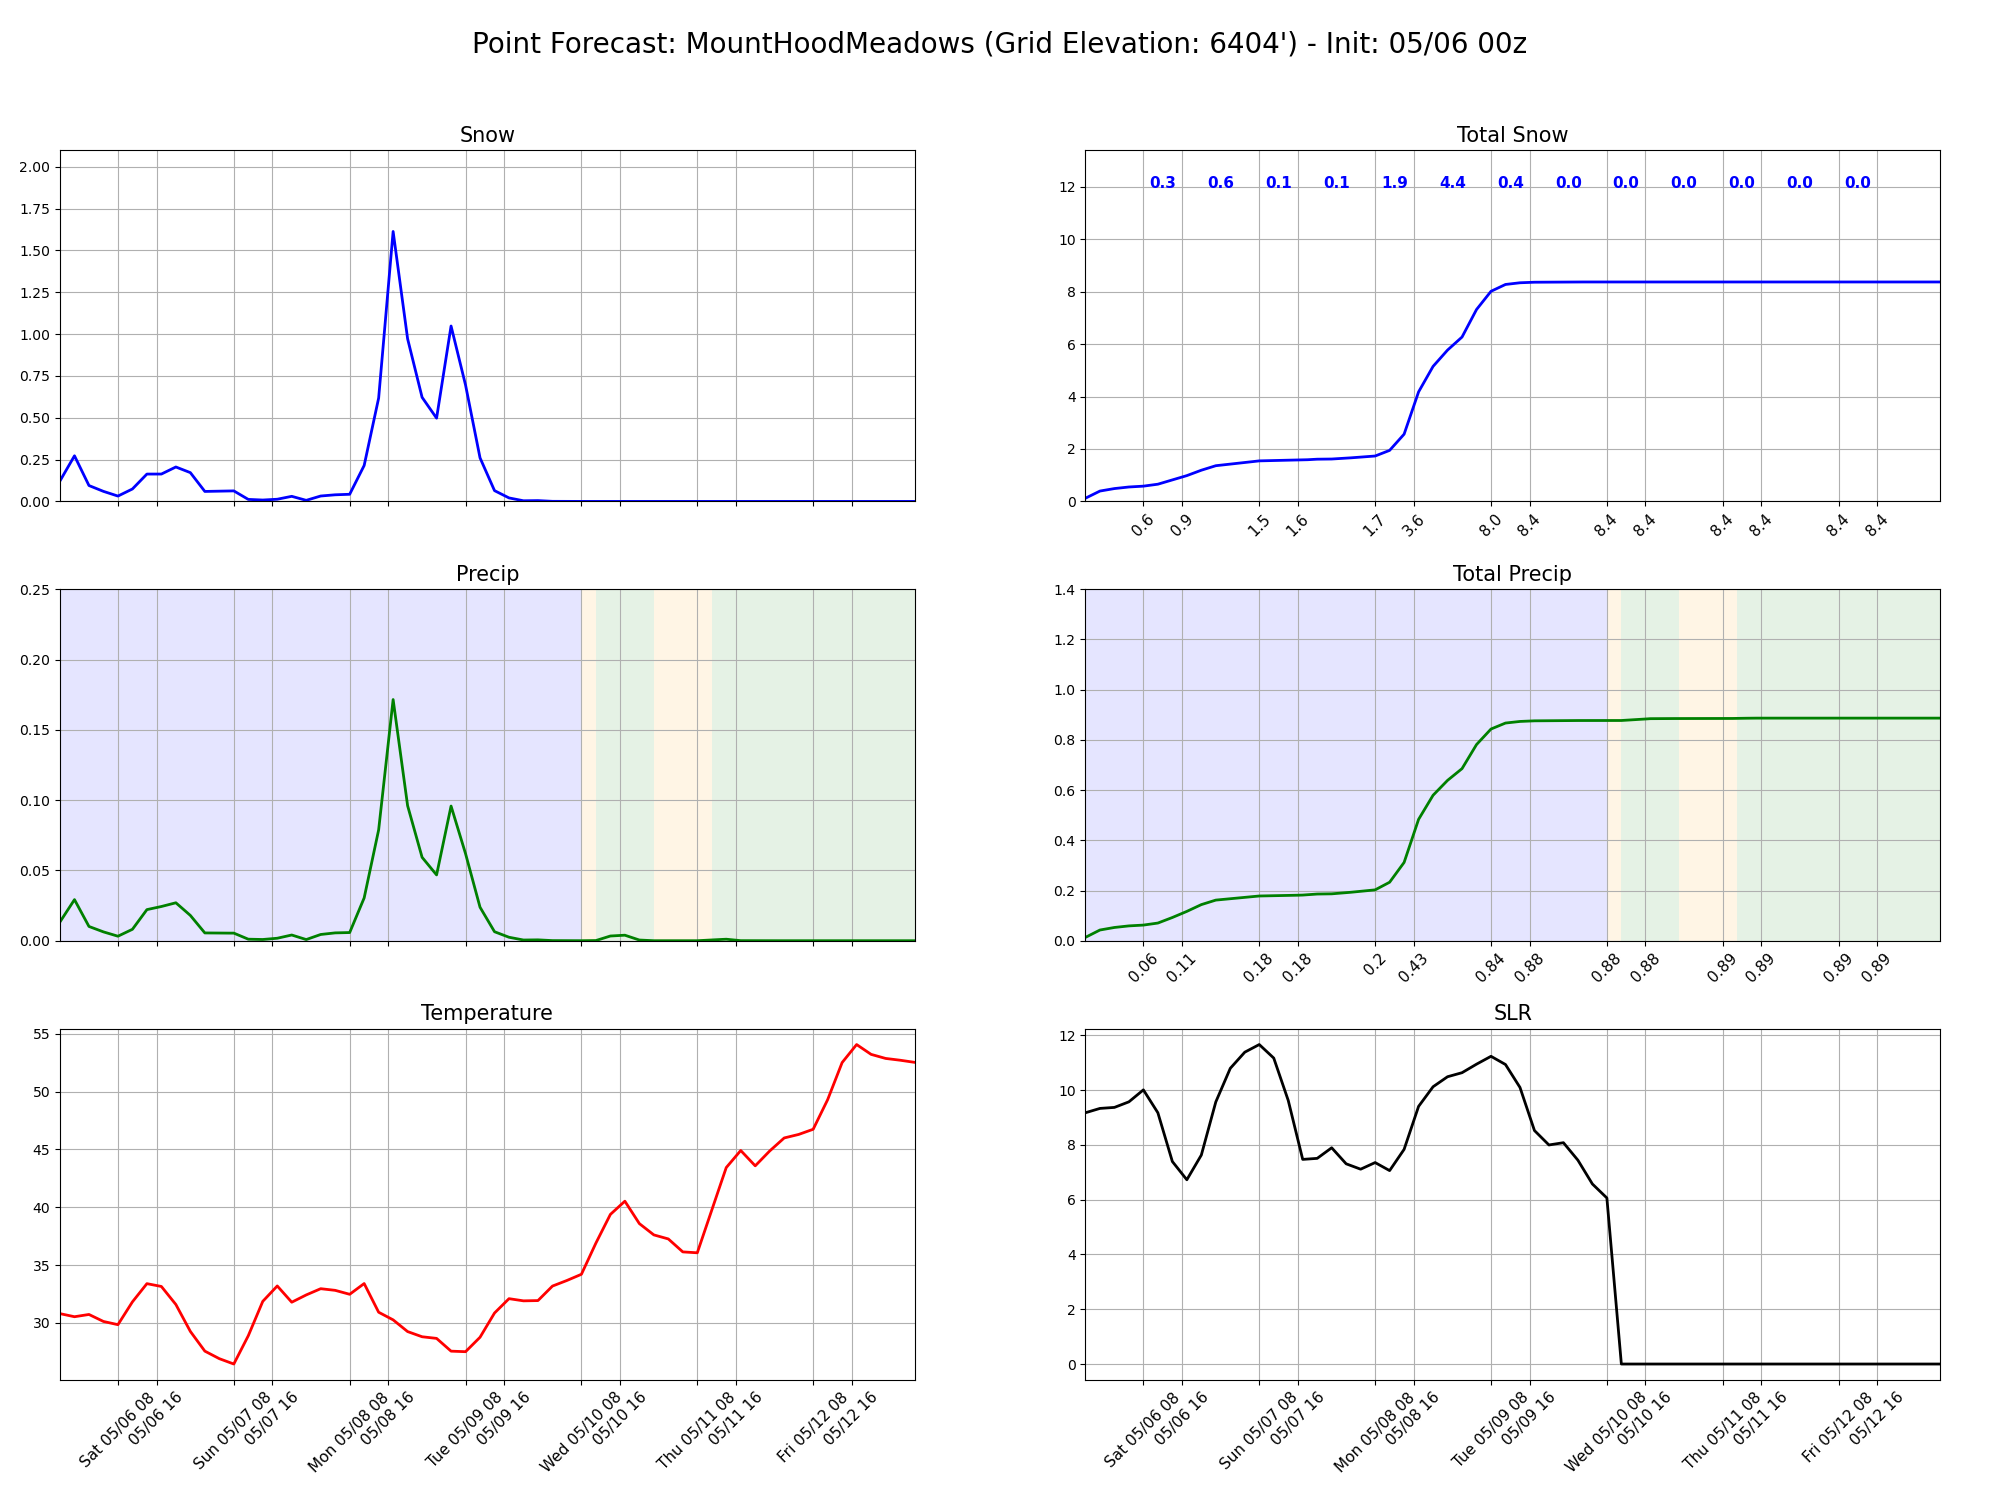 Point Forecast: MountHoodMeadows (Grid Elevation: 6404') - Init: 05/06 00z
Snow
2.00
1.75
1.50
1.25
1.00
0.75
0.50
0.25
0.00
Total Snow
0.3 0.6 0.1 0.1 1.9 4.4 0.4 0.0 0.0 0.0 0.0 0.0 0.0
12
10
8
6
4
2
0
0.6 0.9 1.5 1.6 1.7 3.6 8.0 8.4 8.4 8.4 8.4 8.4 8.4 8.4
Precip
0.25
0.20
0.15
0.10
0.05
0.00
Total Precip
1.4
1.2
1.0
0.8
0.6
0.4
0.2
0.0
0.06 0.11 0.18 0.18 0.2 0.43 0.84 0.88 0.88 0.88 0.89 0.89 0.89 0.89
Temperature
55
50
45
40
35
30
Sat 05/06 08
05/06 16
Sun 05/07 08
05/07 16
Mon 05/08 08
05/08 16
Tue 05/09 08
05/09 16
Wed 05/10 08
05/10 16
Thu 05/11 08
05/11 16
Fri 05/12 08
05/12 16
SLR
12
10
8
6
4
2
0
Sat 05/06 08
05/06 16
Sun 05/07 08
05/07 16
Mon 05/08 08
05/08 16
Tue 05/09 08
05/09 16
Wed 05/10 08
05/10 16
Thu 05/11 08
05/11 16
Fri 05/12 08
05/12 16